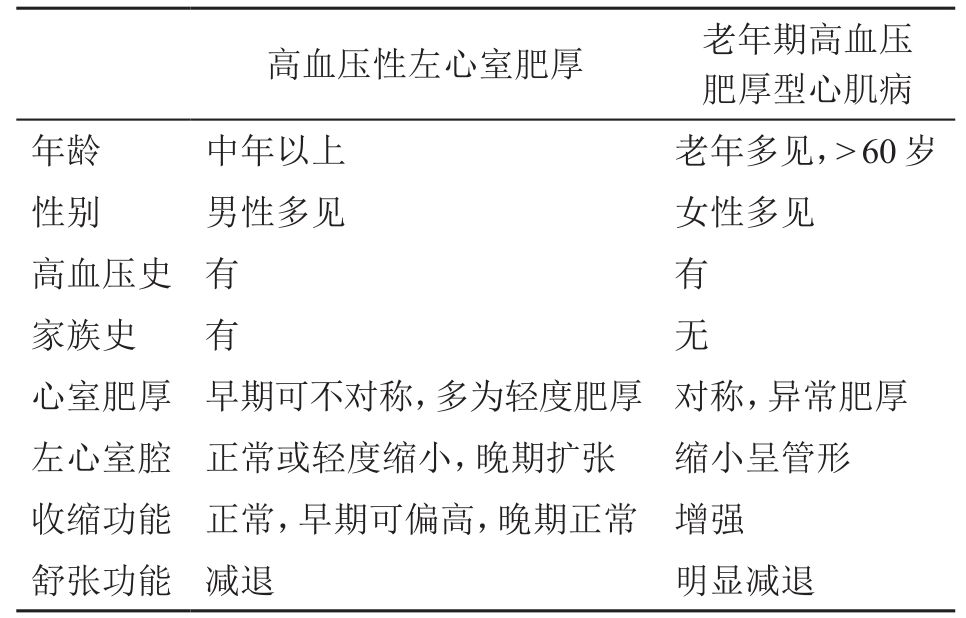 高血压性左心室肥厚 老年期高血压
肥厚型心肌病
年龄 中年以上 老年多见,>60岁
性别 男性多见 女性多见
高血压史 有 有
家族史 有 无
心室肥厚 早期可不对称,多为轻度肥厚 对称,异常肥厚
左心室腔 正常或轻度缩小,晚期扩张 缩小呈管形
收缩功能 正常,早期可偏高,晚期正常 增强
舒张功能 减退 明显减退